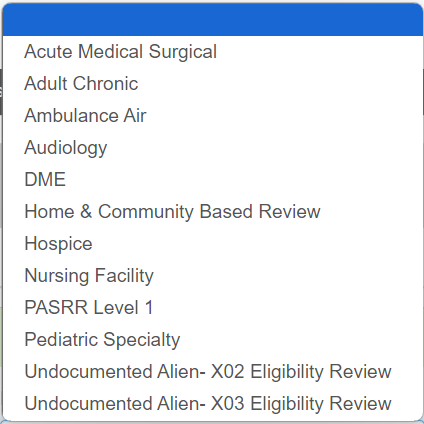 Acute Medical Surgical
Adult Chronic
Ambulance Air
Audiology
DME
Home & Community Based Review
Hospice
Nursing Facility
PASRR Level 1
Pediatric Specialty
Undocumented Alien- X02 Eligibility Review
Undocumented Alien- X03 Eligibility Review